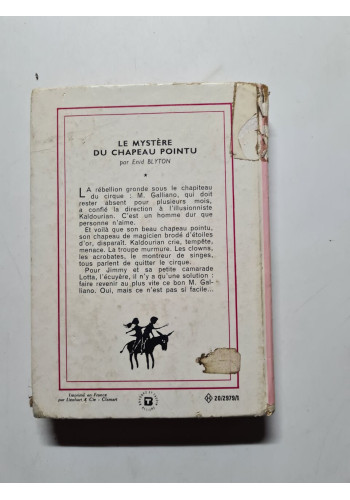 LE MYSTÈRE
DU CHAPEAU POINTU
par Enid BLYTON
*
LA rébellion gronde sous le chapiteau
du cirque : M. Galliano, qui doit
rester absent pour plusieurs mois,
a confié la direction à l'illusionniste
Kaldourian. C'est un homme dur que
personne n'aime.
Et voilà que son beau chapeau pointu,
son chapeau de magicien brodé d'étoiles
d'or, disparaît. Kaldourian crie, tempête,
menace. La troupe murmure. Les clowns,
les acrobates, le montreur de singes,
tous parlent de quitter le cirque.
Pour Jimmy et sa petite camarade
Lotta, l'écuyère, il n'y a qu'une solution :
faire revenir au plus vite ce bon M. Gal-
liano. Oui, mais ce n'est pas si facile...
Imprimé en France
par Lienhart & Cie - Clamart
T
H 20/2979/1